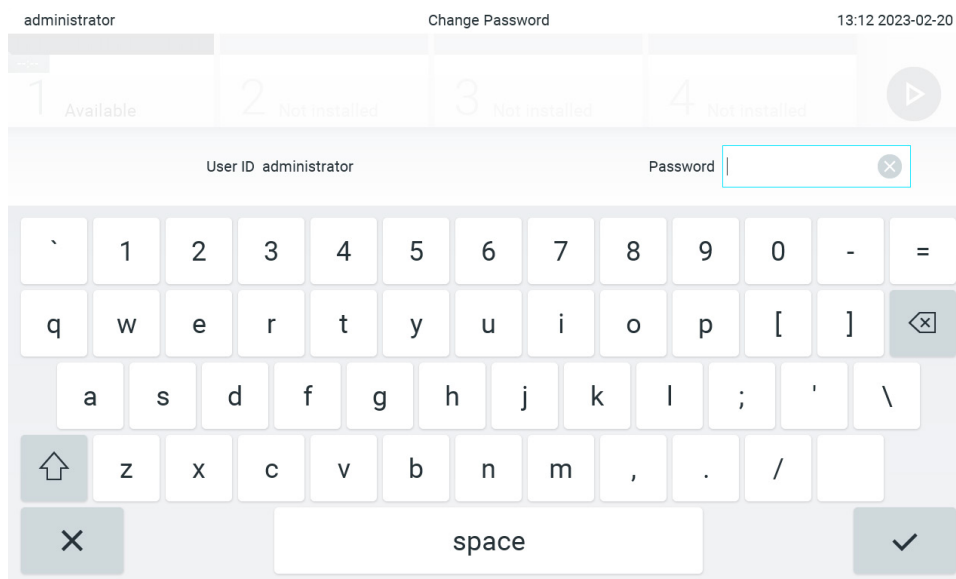 administrator Change Password 13:12 2023-02-20
1 Available 2 Not installed 3 Not installed 4 Not installed
User ID administrator Password
` 1 2 3 4 5 6 7 8 9 0 - =
q w e r t y u i o p [ ]
a s d f g h j k l ; ' \
z x c v b n m , . /
space